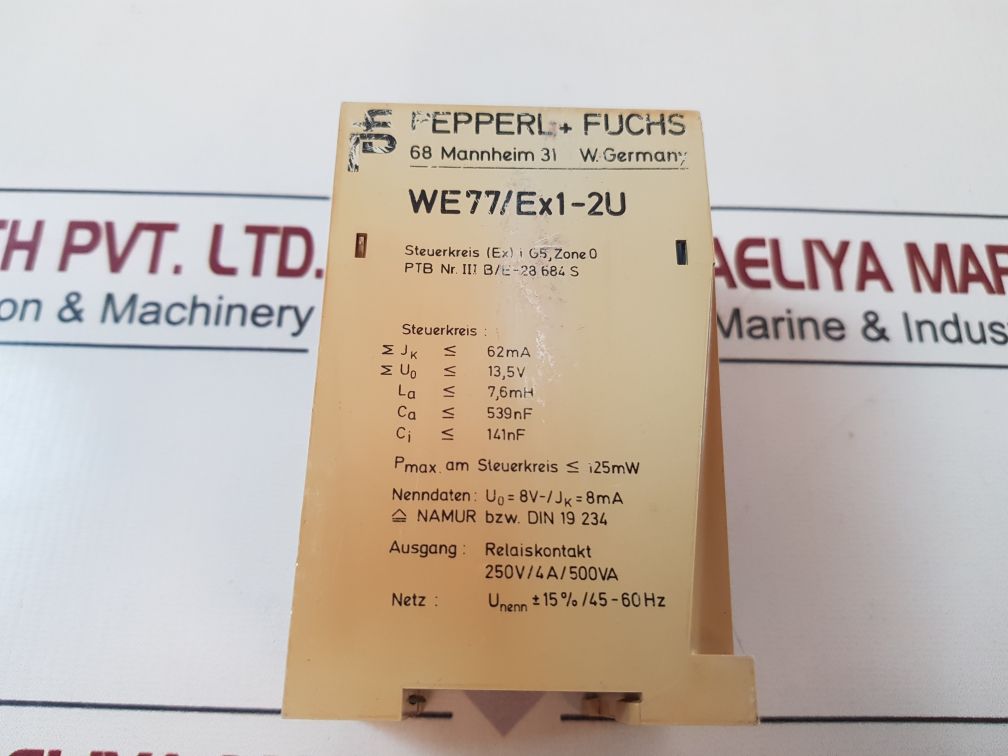 PEPPERL + FUCHS
68 Mannheim 31 W. Germany
WE77/Ex1-2U
Steuerkreis (Ex) i G5, Zone 0
PTB Nr. III B/E-28 684 S
Steuerkreis :
Σ JK ≤ 62mA
Σ U0 ≤ 13,5V
La ≤ 7,6mH
Ca ≤ 539nF
Ci ≤ 141nF
Pmax. am Steuerkreis ≤ 125mW
Nenndaten: U0 = 8V-/JK = 8mA
≙ NAMUR bzw. DIN 19 234
Ausgang : Relaiskontakt
250V/4A/500VA
Netz : Unenn ±15%/45-60Hz
TH PVT. LTD.
on & Machinery
AELIYA MAR
Marine & Indus